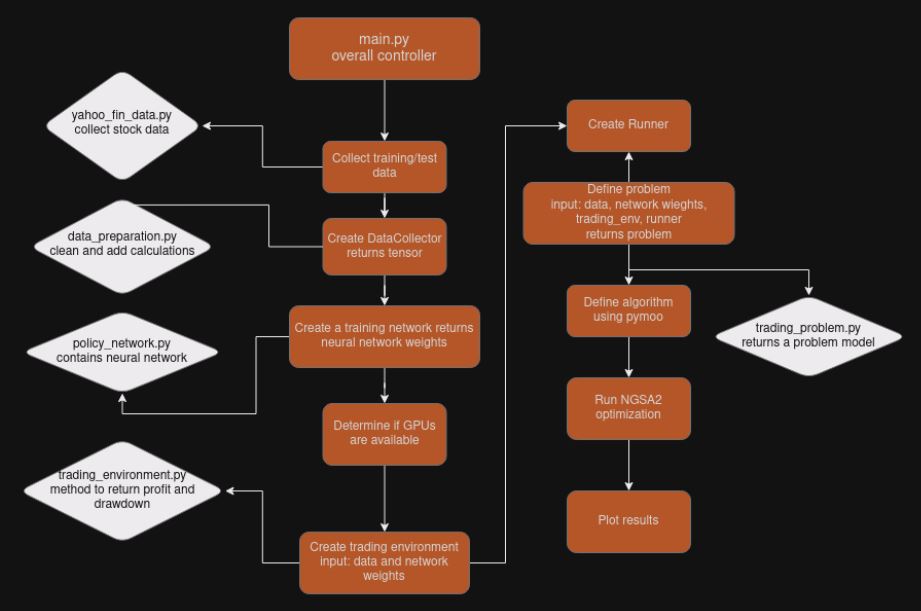 main.py
overall controller
yahoo_fin_data.py
collect stock data
Collect training/test
data
data_preparation.py
clean and add calculations
Create DataCollector
returns tensor
policy_network.py
contains neural network
Create a training network returns
neural network weights
Determine if GPUs
are available
trading_environment.py
method to return profit and
drawdown
Create trading environment
input: data and network
weights
Create Runner
Define problem
input: data, network wieghts,
trading_env, runner
returns problem
Define algorithm
using pymoo
trading_problem.py
returns a problem model
Run NGSA2
optimization
Plot results